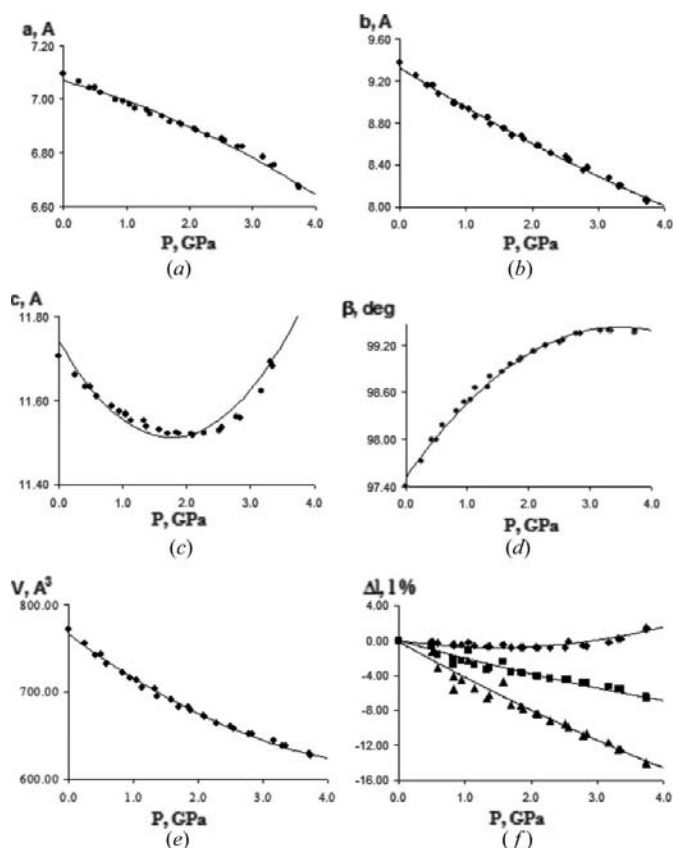 a, A
7.20
7.00
6.80
6.60
0.0 1.0 2.0 3.0 4.0
P, GPa
(a)
b, A
9.60
9.20
8.80
8.40
8.00
0.0 1.0 2.0 3.0 4.0
P, GPa
(b)
c, A
11.80
11.60
11.40
0.0 1.0 2.0 3.0 4.0
P, GPa
(c)
β, deg
99.20
98.60
98.00
97.40
0.0 1.0 2.0 3.0 4.0
P, GPa
(d)
V, A³
800.00
700.00
600.00
0.0 1.0 2.0 3.0 4.0
P, GPa
(e)
Δl, 1%
4.00
0.00
-4.00
-8.00
-12.00
-16.00
0.0 1.0 2.0 3.0 4.0
P, GPa
(f)